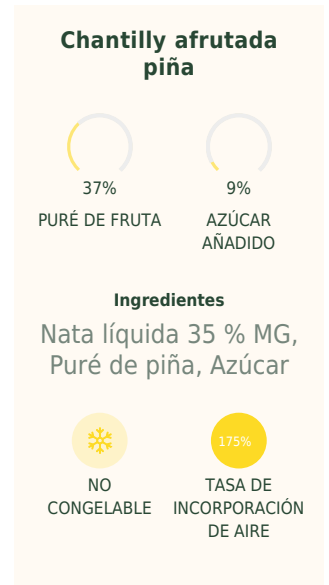 Chantilly afrutada
piña
37%
9%
PURÉ DE FRUTA
AZÚCAR
AÑADIDO
Ingredientes
Nata líquida 35 % MG,
Puré de piña, Azúcar
175%
NO
CONGELABLE
TASA DE
INCORPORACIÓN
DE AIRE